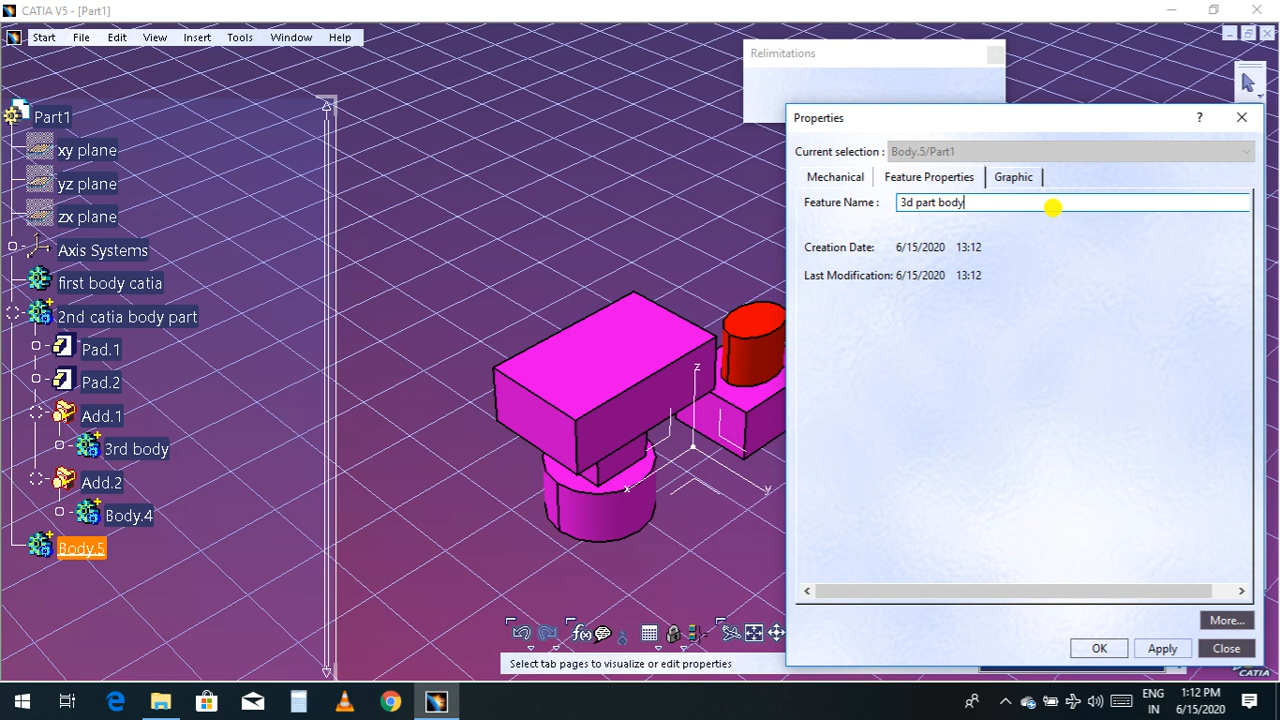 CATIA V5 - [Part1]
Start File Edit View Insert Tools Window Help
Relimitations
Part1
xy plane
yz plane
zx plane
Axis Systems
first body catia
2nd catia body part
Pad.1
Pad.2
Add.1
3rd body
Add.2
Body.4
Body.5
z
x
y
Properties
?
Current selection : Body.5/Part1
Mechanical Feature Properties Graphic
Feature Name : 3d part body
Creation Date: 6/15/2020 13:12
Last Modification: 6/15/2020 13:12
More...
OK Apply Close
f(x)
Select tab pages to visualize or edit properties
CATIA
ENG
IN
1:12 PM
6/15/2020